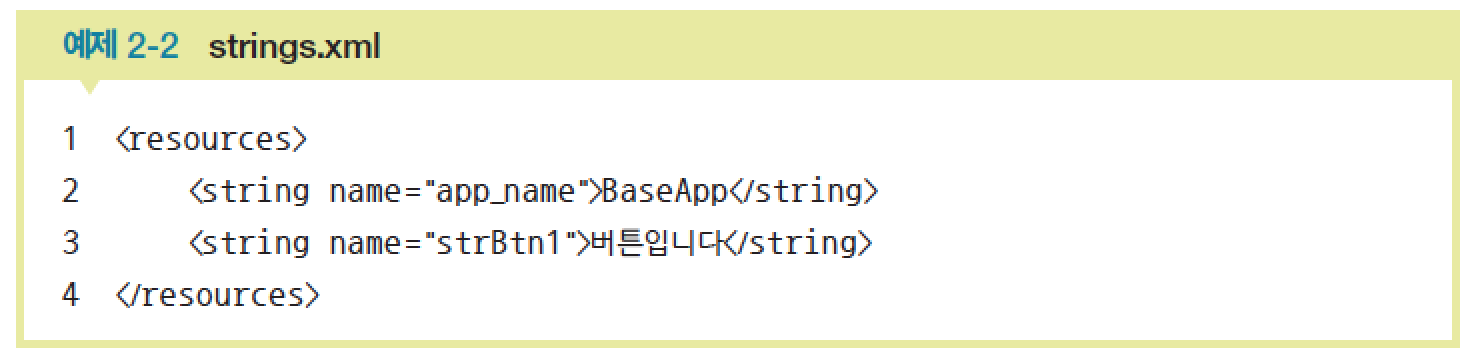 예제 2-2 strings.xml
1 <resources>
2 <string name="app_name">BaseApp</string>
3 <string name="strBtn1">버튼입니다</string>
4 </resources>